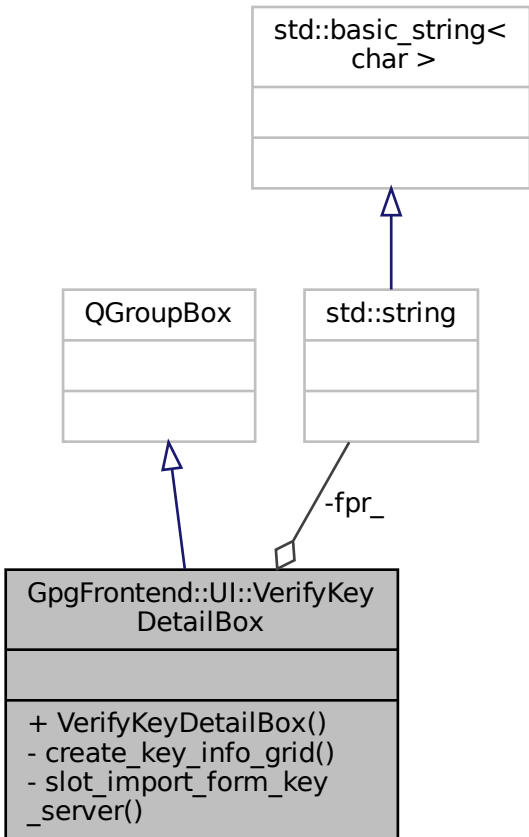 std::basic_string<
char >
QGroupBox
std::string
-fpr_
GpgFrontend::UI::VerifyKey
DetailBox
+ VerifyKeyDetailBox()
- create_key_info_grid()
- slot_import_form_key
_server()